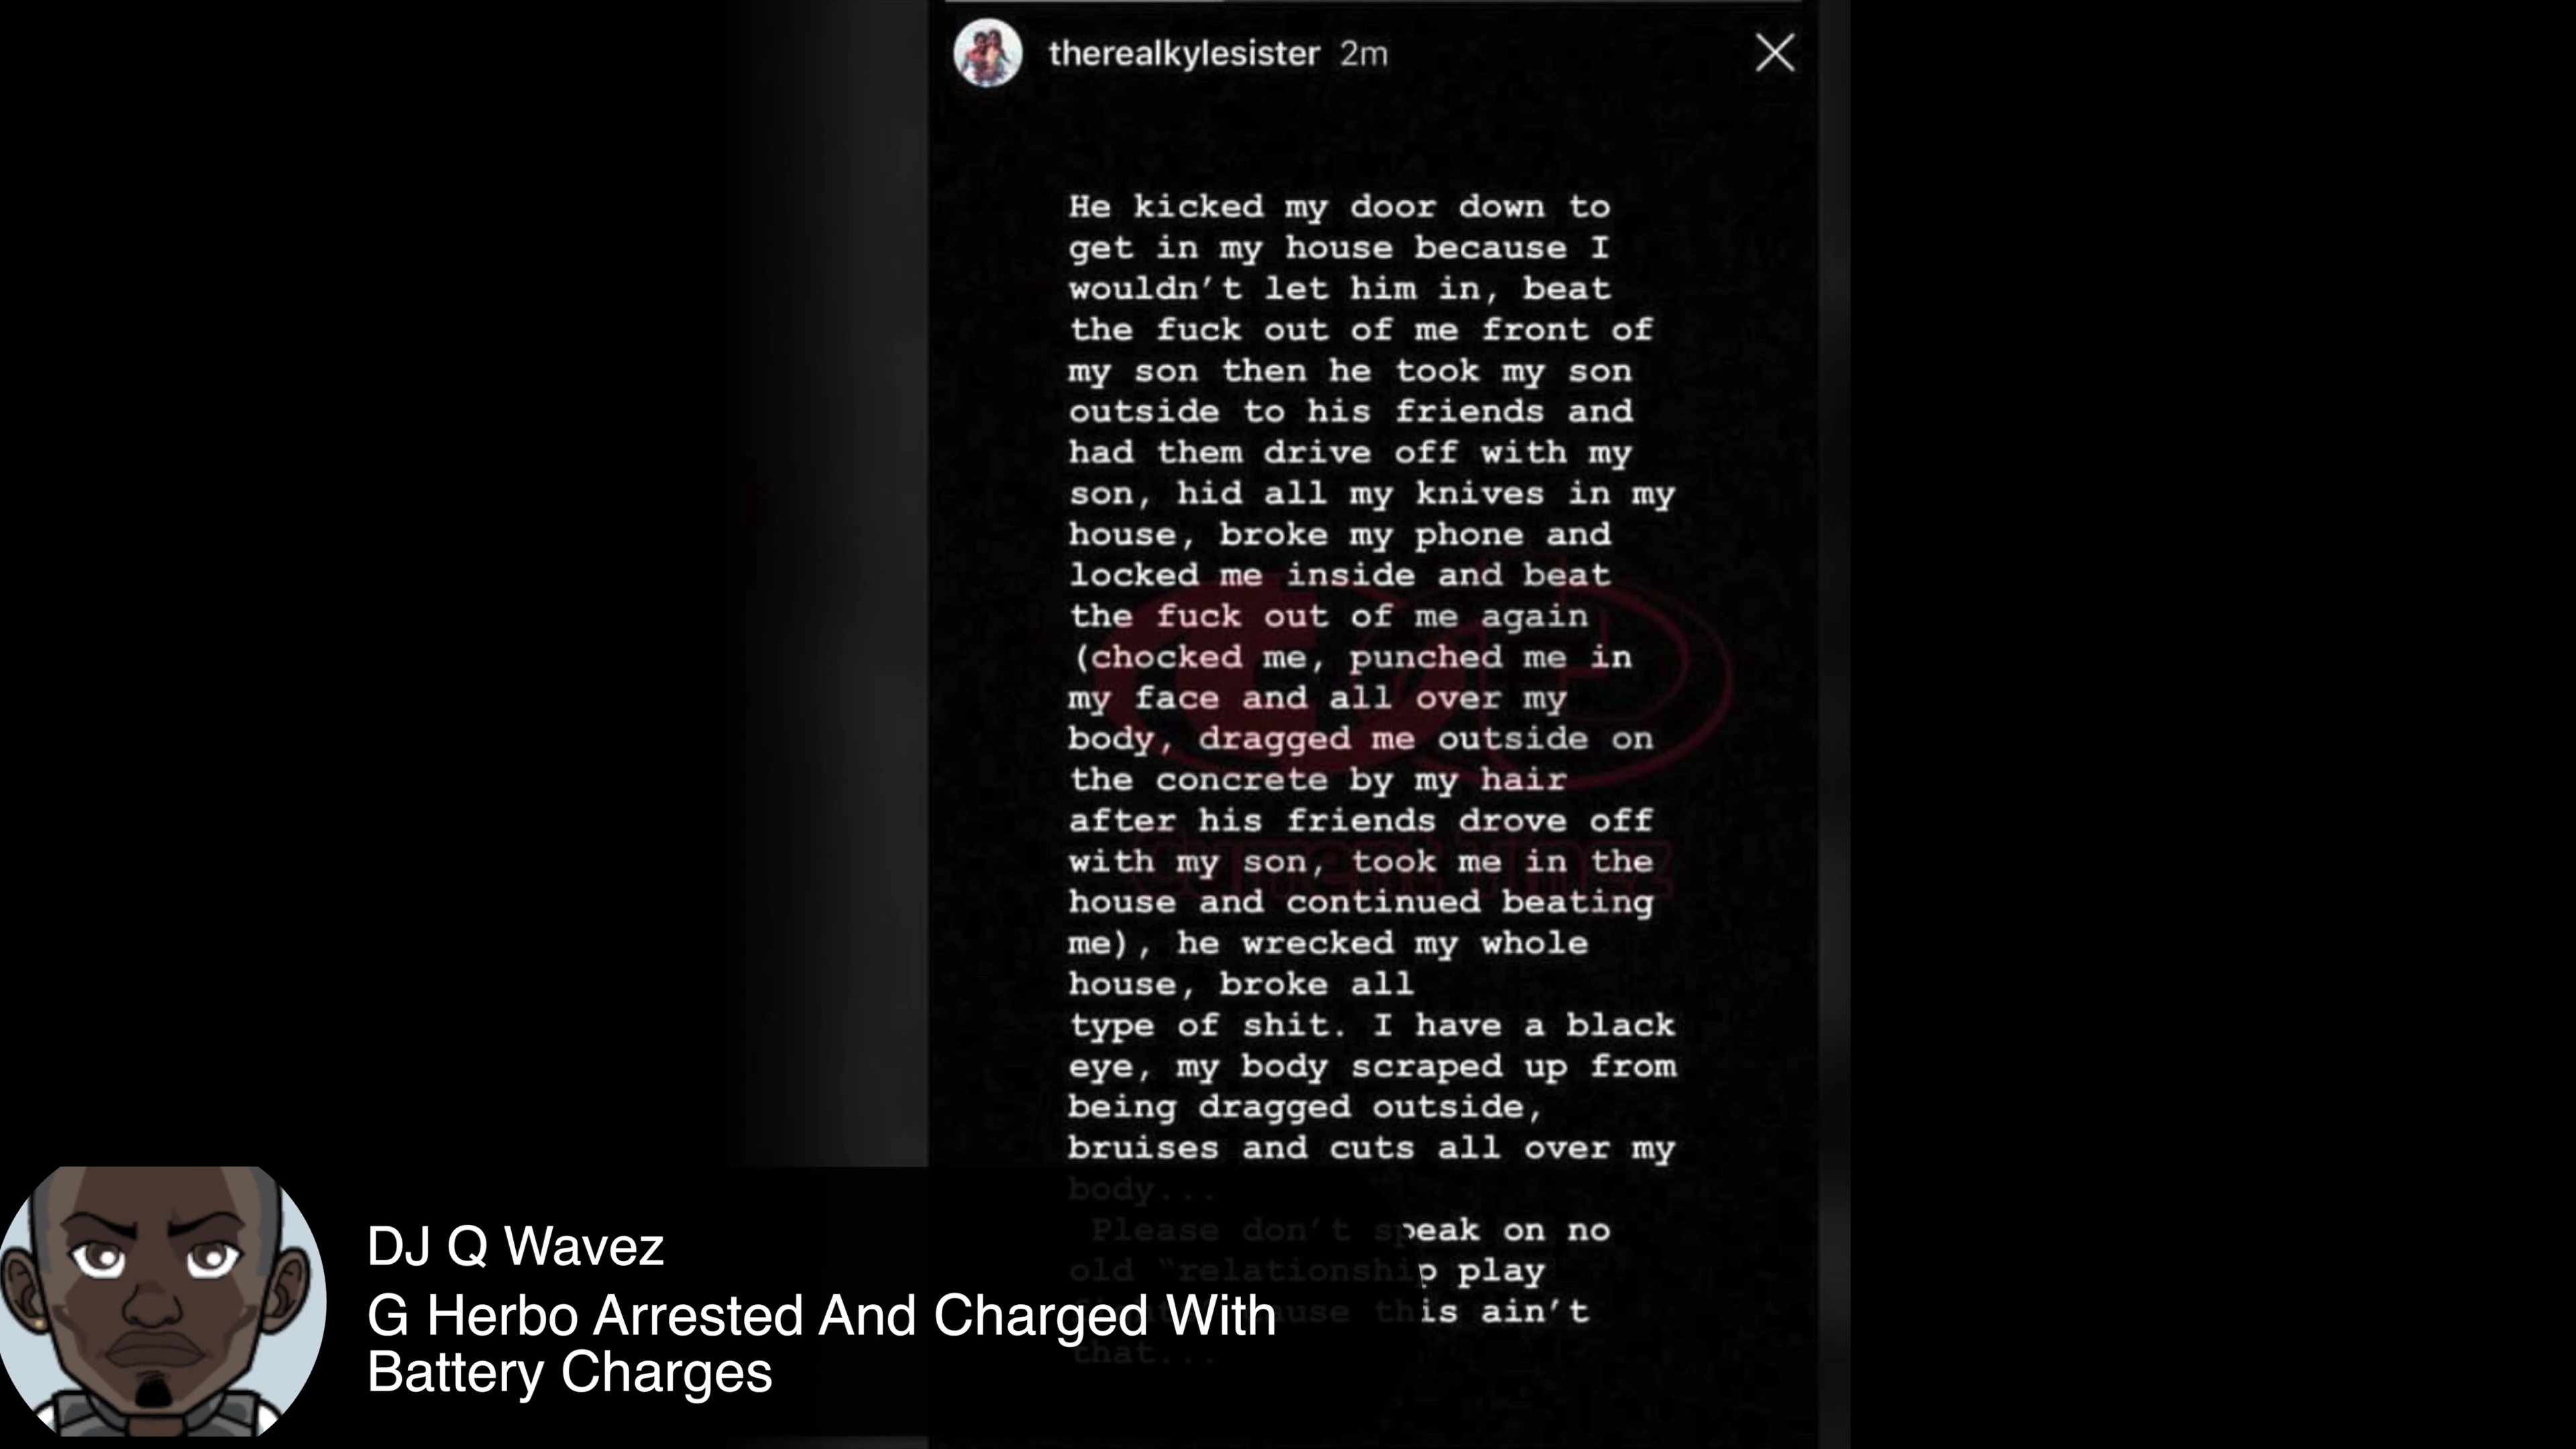 therealkylesister 2m
He kicked my door down to
get in my house because I
wouldn't let him in, beat
the fuck out of me front of
my son then he took my son
outside to his friends and
had them drive off with my
son, hid all my knives in my
house, broke my phone and
locked me inside and beat
the fuck out of me again
(chocked me, punched me in
my face and all over my
body, dragged me outside on
the concrete by my hair
after his friends drove off
with my son, took me in the
house and continued beating
me), he wrecked my whole
house, broke all
type of shit. I have a black
eye, my body scraped up from
being dragged outside,
bruises and cuts all over my
body...
Please don't speak on no
old "relationship play
this ain't
that...
DJ Q Wavez
G Herbo Arrested And Charged With
Battery Charges